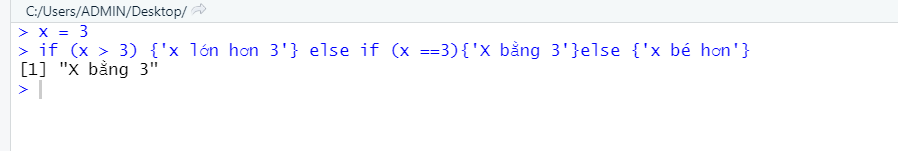 C:/Users/ADMIN/Desktop/
> x = 3
> if (x > 3) {'x lớn hơn 3'} else if (x ==3){'X bằng 3'}else {'x bé hơn'}
[1] "X bằng 3"
>